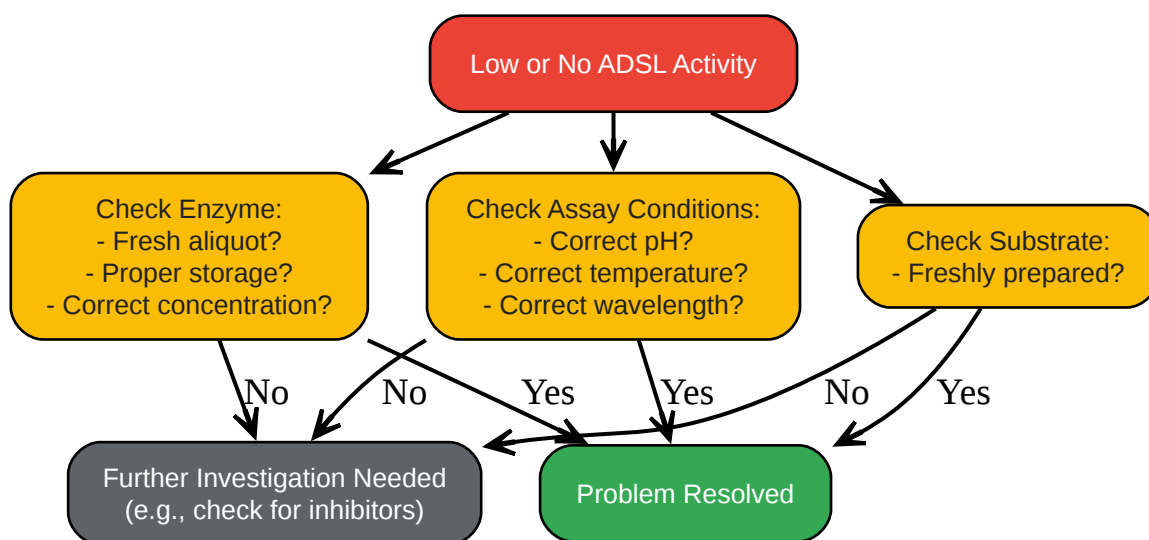 Low or No ADSL Activity
Check Enzyme:
- Fresh aliquot?
- Proper storage?
- Correct concentration?
Check Assay Conditions:
- Correct pH?
- Correct temperature?
- Correct wavelength?
Check Substrate:
- Freshly prepared?
No
No
Yes
Yes
No
Yes
Further Investigation Needed
(e.g., check for inhibitors)
Problem Resolved